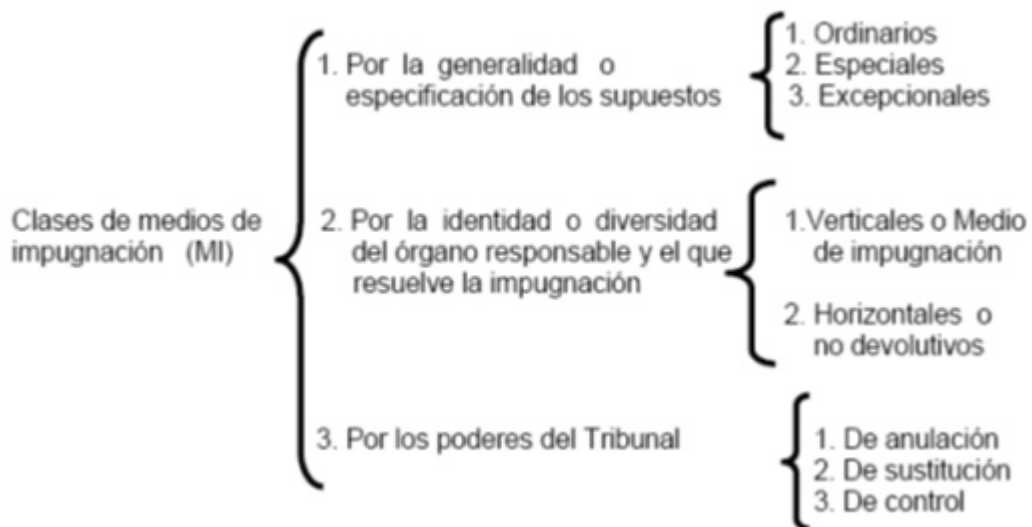 Clases de medios de
impugnación (MI)
1. Por la generalidad o
especificación de los supuestos
1. Ordinarios
2. Especiales
3. Excepcionales
2. Por la identidad o diversidad
del órgano responsable y el que
resuelve la impugnación
1.Verticales o Medio
de impugnación
2. Horizontales o
no devolutivos
3. Por los poderes del Tribunal
1. De anulación
2. De sustitución
3. De control